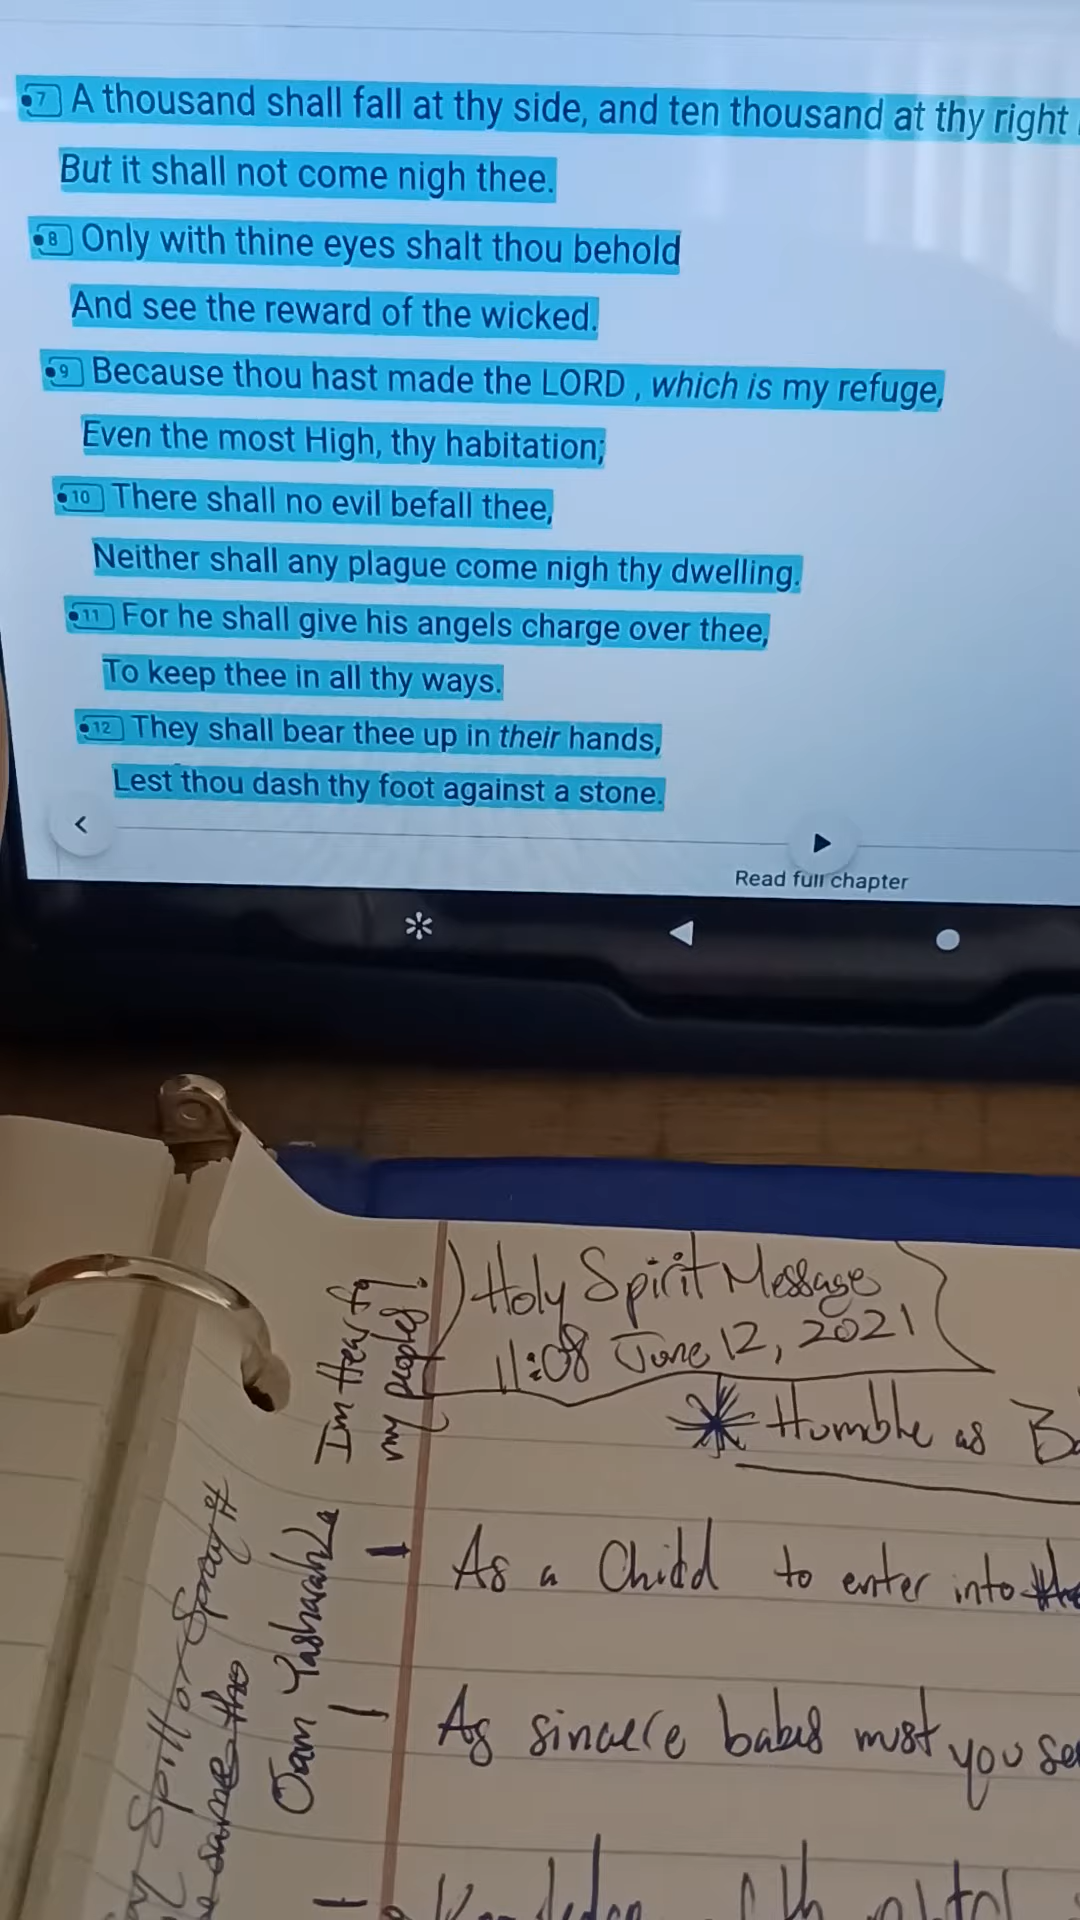 7 A thousand shall fall at thy side, and ten thousand at thy right
But it shall not come nigh thee.
8 Only with thine eyes shalt thou behold
And see the reward of the wicked.
9 Because thou hast made the LORD , which is my refuge,
Even the most High, thy habitation;
10 There shall no evil befall thee,
Neither shall any plague come nigh thy dwelling.
11 For he shall give his angels charge over thee,
To keep thee in all thy ways.
12 They shall bear thee up in their hands,
Lest thou dash thy foot against a stone.
Read full chapter
Holy Spirit Message
11:08 June 12, 2021
Humble as
As a Child to enter into
As sincere babes must you
my peoples!
same the